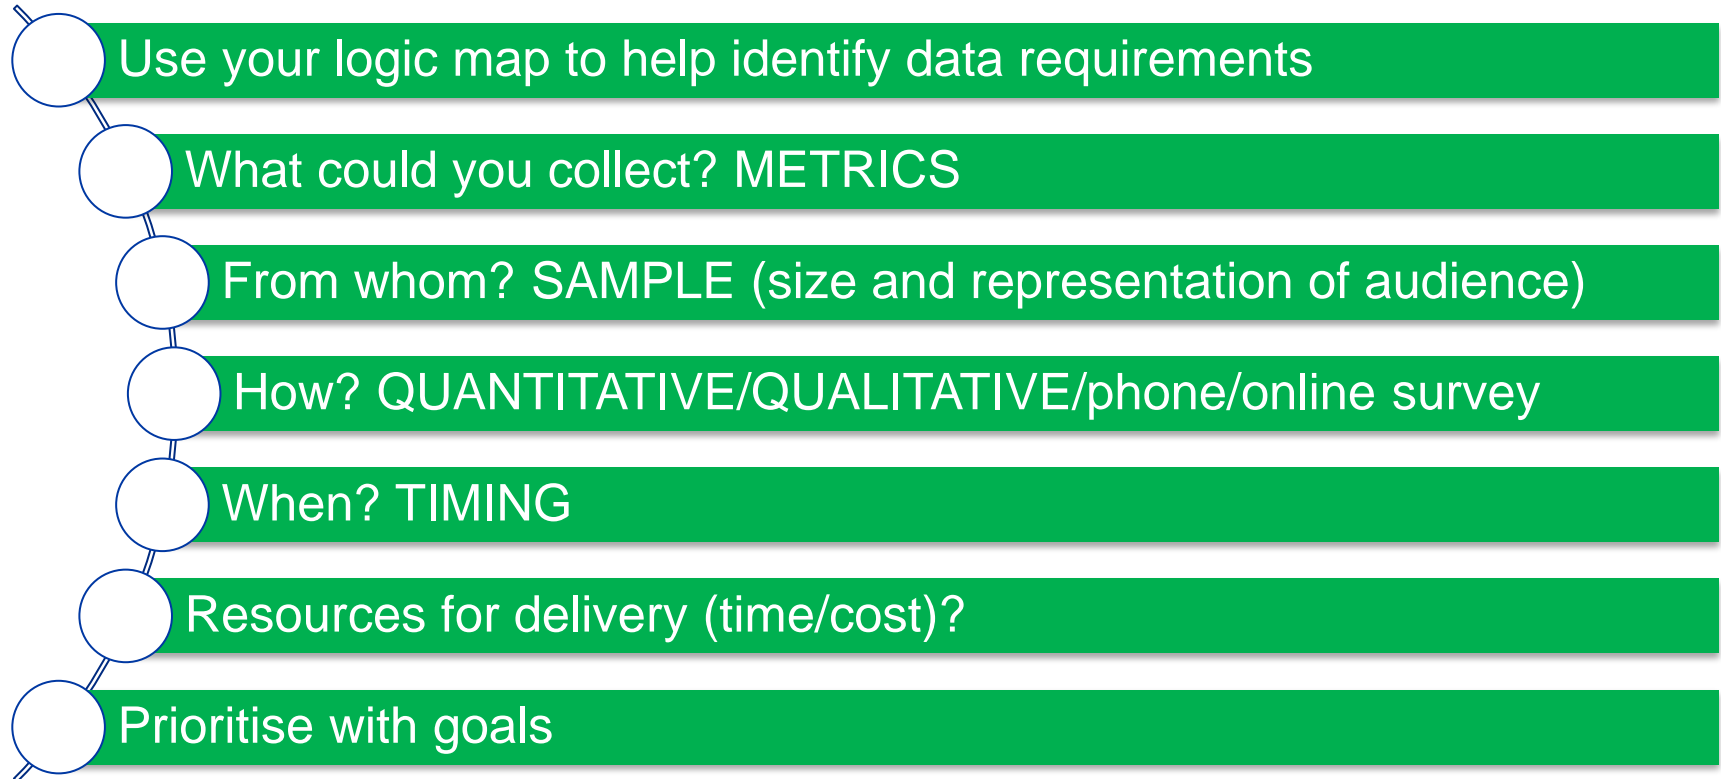 Use your logic map to help identify data requirements
What could you collect? METRICS
From whom? SAMPLE (size and representation of audience)
How? QUANTITATIVE/QUALITATIVE/phone/online survey
When? TIMING
Resources for delivery (time/cost)?
Prioritise with goals